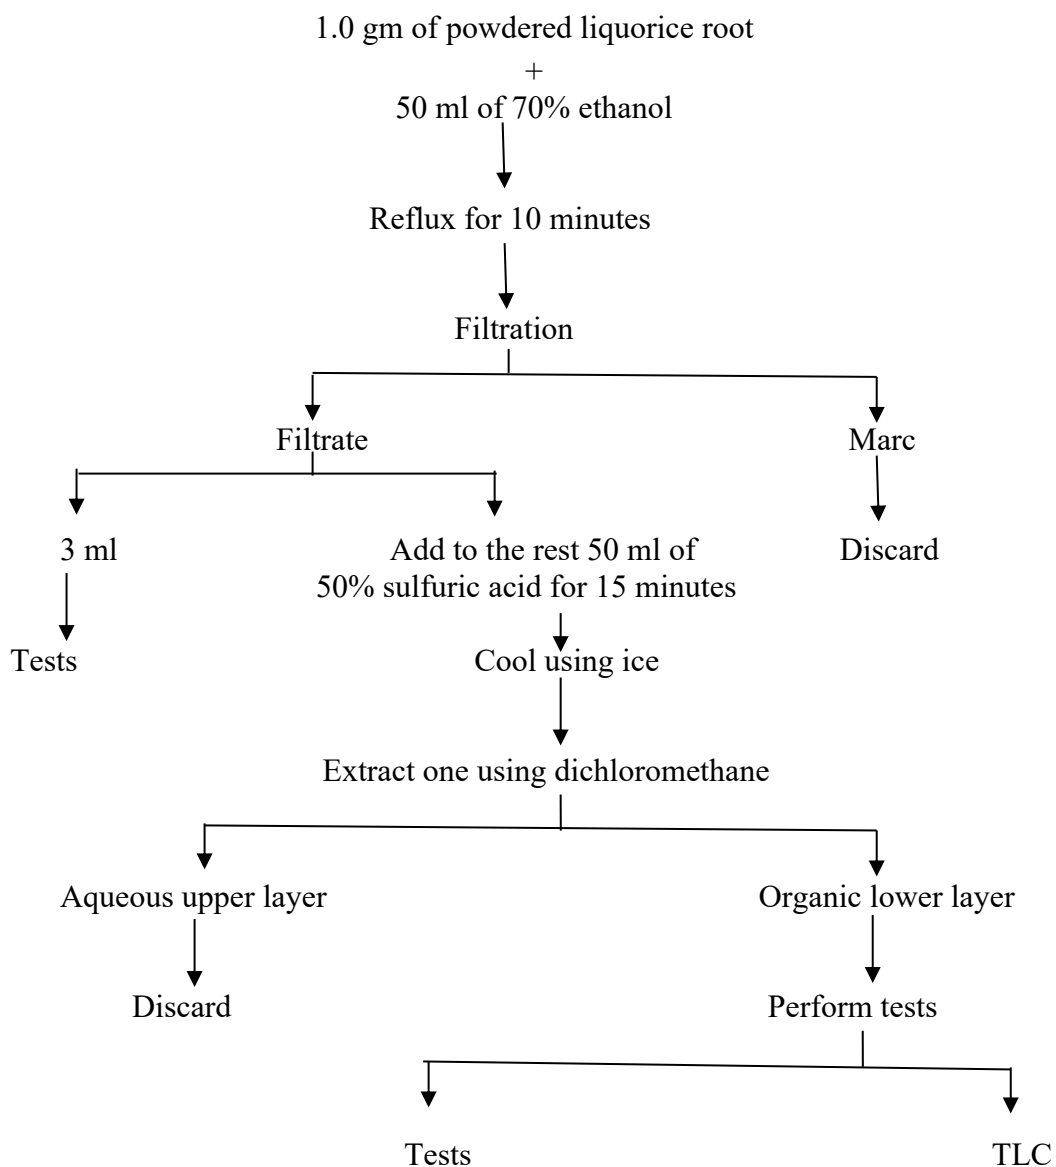 1.0 gm of powdered liquorice root
+
50 ml of 70% ethanol
Reflux for 10 minutes
Filtration
Filtrate
Marc
3 ml
Add to the rest 50 ml of
50% sulfuric acid for 15 minutes
Discard
Tests
Cool using ice
Extract one using dichloromethane
Aqueous upper layer
Organic lower layer
Discard
Perform tests
Tests
TLC